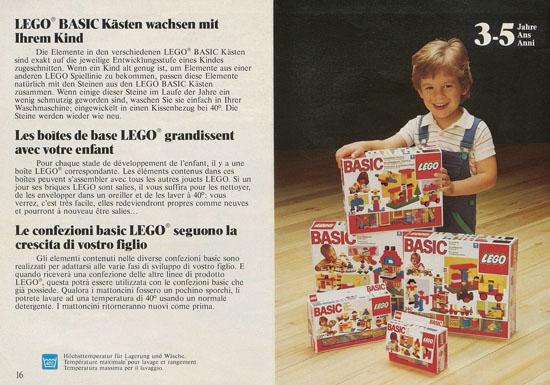 LEGO® BASIC Kästen wachsen mit
Ihrem Kind
Die Elemente in den verschiedenen LEGO® BASIC Kästen
sind exakt auf die jeweilige Entwicklungsstufe eines Kindes
zugeschnitten. Wenn ein Kind alt genug ist, um Elemente aus einer
anderen LEGO Spiellinie zu bekommen, passen diese Elemente
natürlich mit den Steinen aus den LEGO BASIC Kästen
zusammen. Wenn einige dieser Steine im Laufe der Jahre ein
wenig schmutzig geworden sind, waschen Sie sie einfach in Ihrer
Waschmaschine; eingewickelt in einen Kissenbezug bei 40°. Die
Steine werden wieder wie neu.
Les boîtes de base LEGO® grandissent
avec votre enfant
Pour chaque stade de développement de l'enfant, il y a une
boîte LEGO® correspondante. Les éléments contenus dans ces
boîtes peuvent s'assembler avec tous les autres jouets LEGO. Si un
jour ses briques LEGO sont salies, il vous suffira pour les nettoyer,
de les envelopper dans un oreiller et de les laver à 40°: vous
verrez, c'est très facile, elles redeviendront propres comme neuves
et pourront à nouveau être salies...
Le confezioni basic LEGO® seguono la
crescita di vostro figlio
Gli elementi contenuti nelle diverse confezioni basic sono
realizzati per adattarsi alle varie fasi di sviluppo di vostro figlio. E
quando riceverà una confezione delle altre linee di prodotto
LEGO®, questa potrà essere utilizzata con le confezioni basic che
già possiede. Qualora i mattoncini fossero un pochino sporchi, li
potrete lavare ad una temperatura di 40° usando un normale
detergente. I mattoncini ritorneranno nuovi come prima.
Höchsttemperatur für Lagerung und Wäsche.
Température maximale pour lavage et rangement.
Temperatura massima per il lavaggio.
16
3-5 Jahre
Ans
Anni
BASIC LEGO
BASIC
BASIC LEGO
BASIC
BASIC LEGO